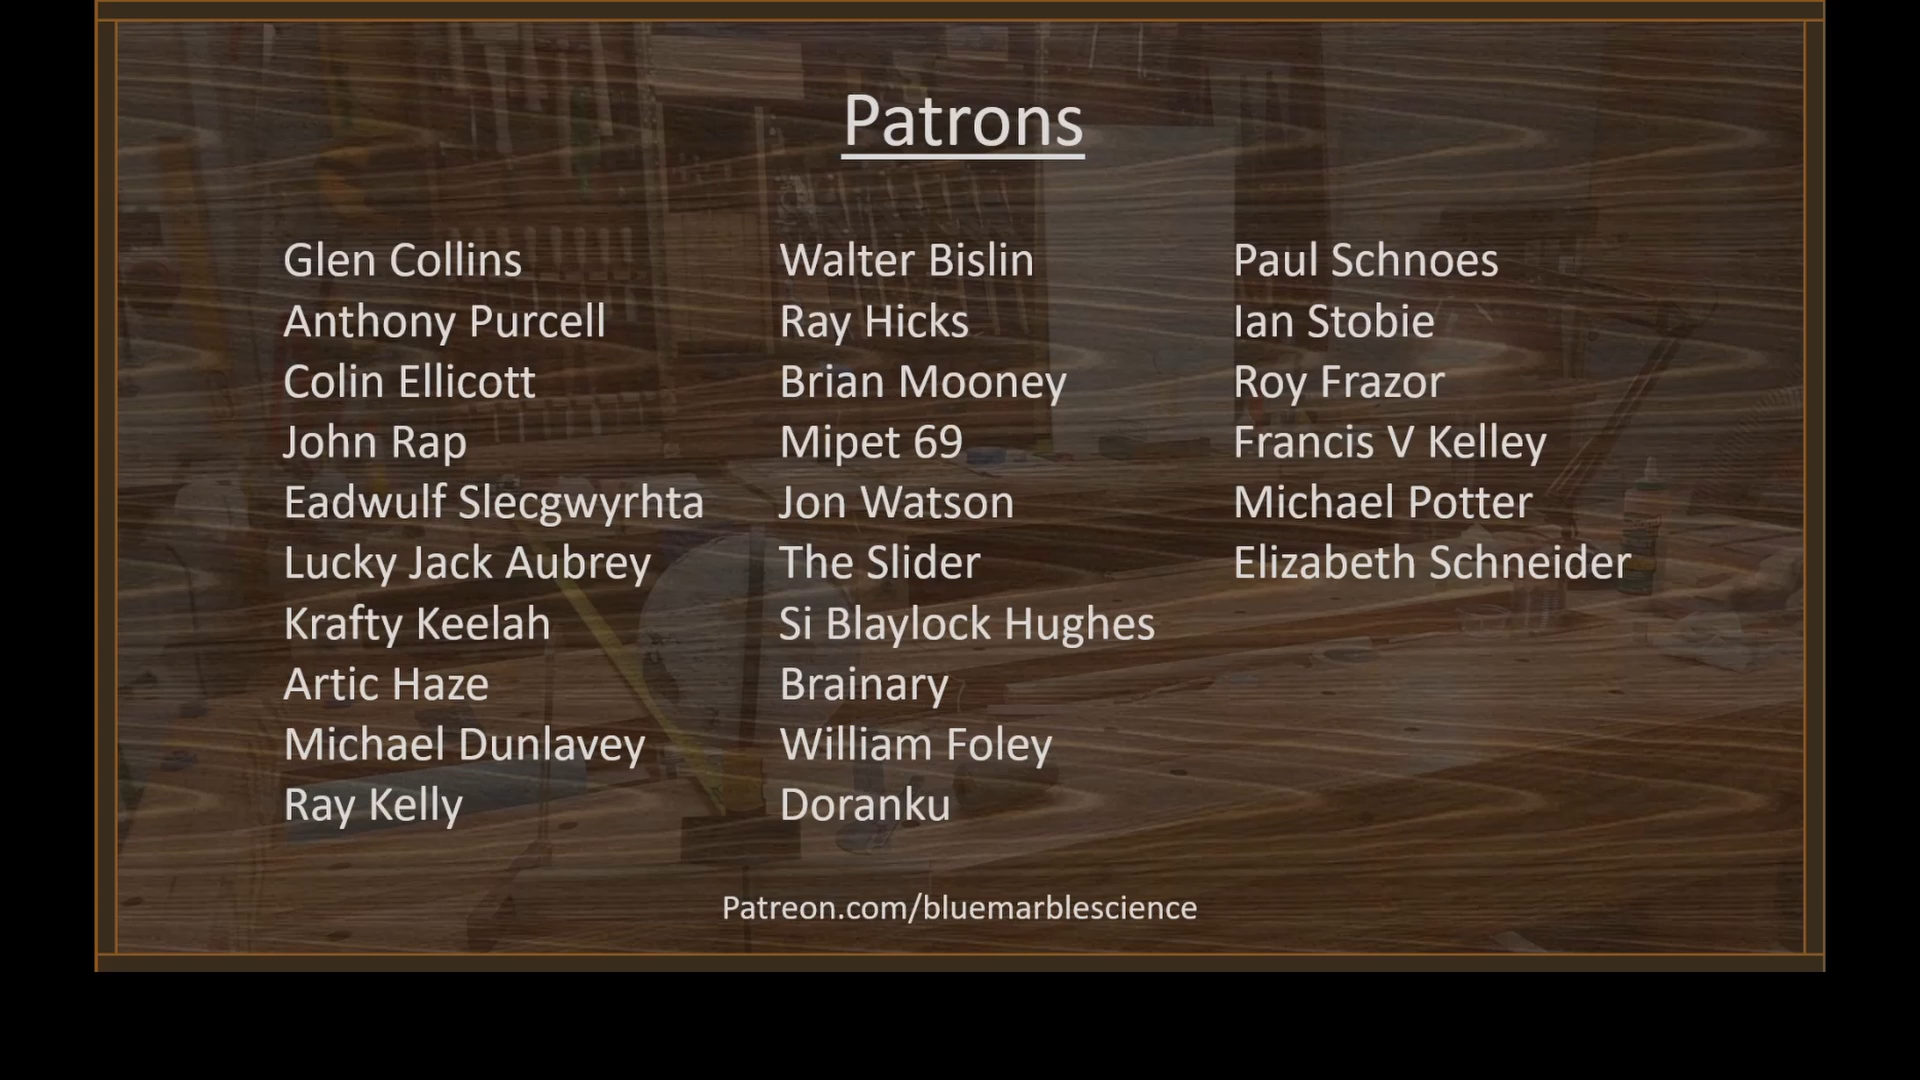 Patrons
Glen Collins
Anthony Purcell
Colin Ellicott
John Rap
Eadwulf Slecgwyrhta
Lucky Jack Aubrey
Krafty Keelah
Artic Haze
Michael Dunlavey
Ray Kelly
Walter Bislin
Ray Hicks
Brian Mooney
Mipet 69
Jon Watson
The Slider
Si Blaylock Hughes
Brainary
William Foley
Doranku
Paul Schnoes
Ian Stobie
Roy Frazor
Francis V Kelley
Michael Potter
Elizabeth Schneider
Patreon.com/bluemarblescience